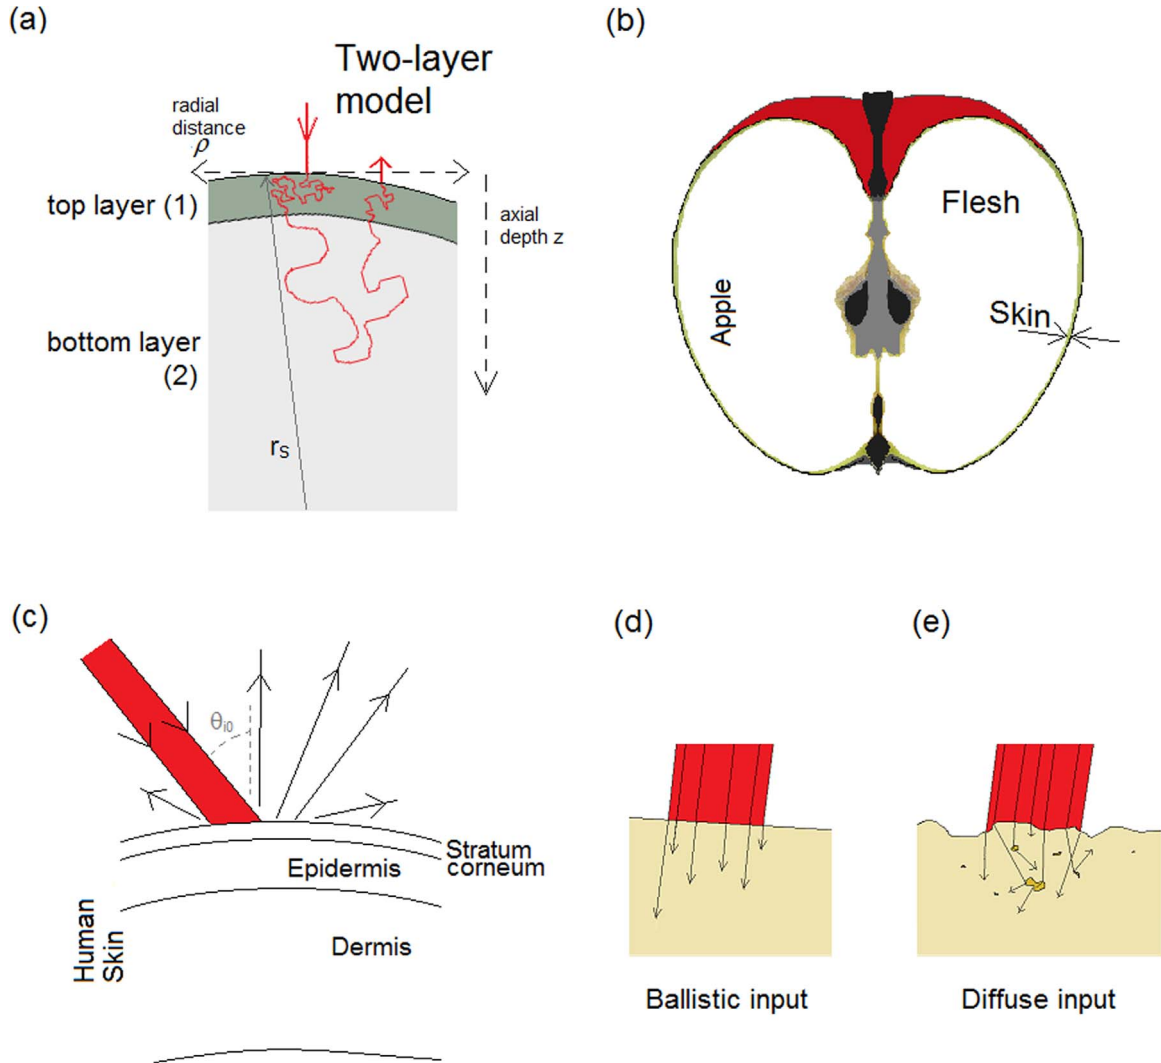 (a)
Two-layer
model
radial
distance
ρ
top layer (1)
axial
depth z
bottom layer
(2)
rS
(b)
Flesh
Apple
Skin
(c)
θi0
Stratum
corneum
Epidermis
Human
Skin
Dermis
(d)
Ballistic input
(e)
Diffuse input